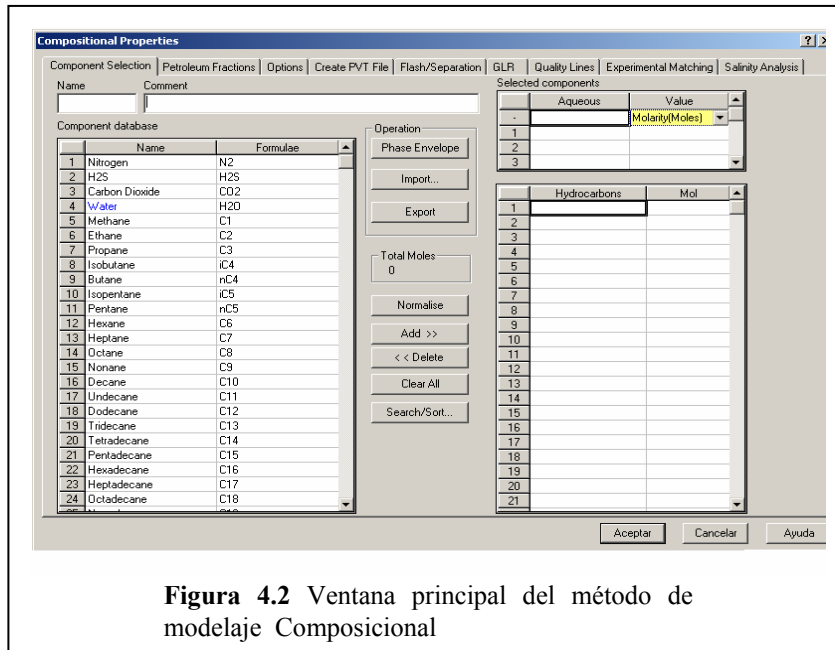 Compositional Properties
Component Selection Petroleum Fractions Options Create PVT File Flash/Separation GLR Quality Lines Experimental Matching Salinity Analysis
Name Comment
Component database
Name Formulae
1 Nitrogen N2
2 H2S H2S
3 Carbon Dioxide CO2
4 Water H2O
5 Methane C1
6 Ethane C2
7 Propane C3
8 Isobutane iC4
9 Butane nC4
10 Isopentane iC5
11 Pentane nC5
12 Hexane C6
13 Heptane C7
14 Octane C8
15 Nonane C9
16 Decane C10
17 Undecane C11
18 Dodecane C12
19 Tridecane C13
20 Tetradecane C14
21 Pentadecane C15
22 Hexadecane C16
23 Heptadecane C17
24 Octadecane C18
Operation
Phase Envelope
Import...
Export
Total Moles
0
Normalise
Add >>
<< Delete
Clear All
Search/Sort...
Selected components
Aqueous Value
- Molarity(Moles)
1
2
3
Hydrocarbons Mol
1
2
3
4
5
6
7
8
9
10
11
12
13
14
15
16
17
18
19
20
21
Aceptar Cancelar Ayuda
Figura 4.2 Ventana principal del método de
modelaje Composicional